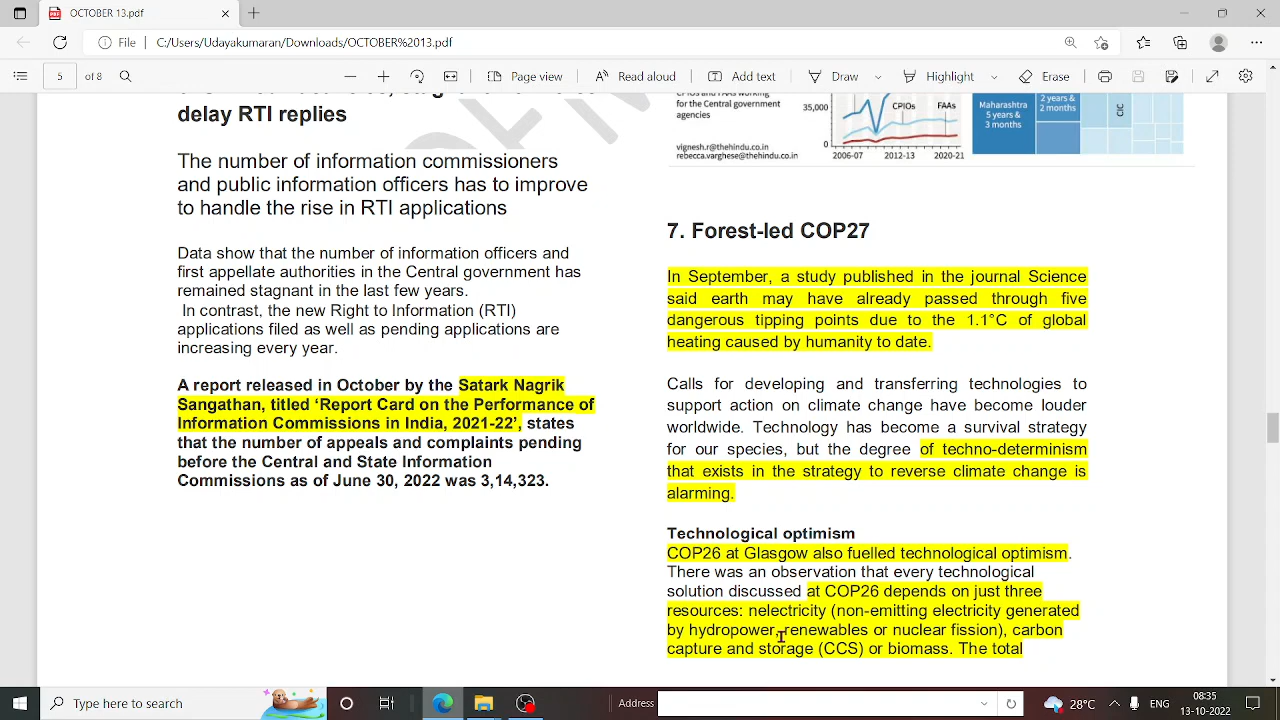 OCTOBER 13.pdf
File
C:/Users/Udayakumaran/Downloads/OCTOBER%2013.pdf
5 of 8
Page view
Read aloud
Add text
Draw
Highlight
Erase
delay RTI replies
The number of information commissioners
and public information officers has to improve
to handle the rise in RTI applications
Data show that the number of information officers and
first appellate authorities in the Central government has
remained stagnant in the last few years.
In contrast, the new Right to Information (RTI)
applications filed as well as pending applications are
increasing every year.
A report released in October by the Satark Nagrik
Sangathan, titled ‘Report Card on the Performance of
Information Commissions in India, 2021-22’, states
that the number of appeals and complaints pending
before the Central and State Information
Commissions as of June 30, 2022 was 3,14,323.
CPIOs and FAAs working
for the Central government
agencies
vignesh.r@thehindu.co.in
rebecca.varghese@thehindu.co.in
35,000
0
CPIOs
FAAs
2006-07 2012-13 2020-21
Maharashtra
5 years &
3 months
2 years &
2 months
CIC
7. Forest-led COP27
In September, a study published in the journal Science
said earth may have already passed through five
dangerous tipping points due to the 1.1°C of global
heating caused by humanity to date.
Calls for developing and transferring technologies to
support action on climate change have become louder
worldwide. Technology has become a survival strategy
for our species, but the degree of techno-determinism
that exists in the strategy to reverse climate change is
alarming.
Technological optimism
COP26 at Glasgow also fuelled technological optimism.
There was an observation that every technological
solution discussed at COP26 depends on just three
resources: nelectricity (non-emitting electricity generated
by hydropower, renewables or nuclear fission), carbon
capture and storage (CCS) or biomass. The total
Type here to search
Address
28°C
ENG
08:35
13-10-2022